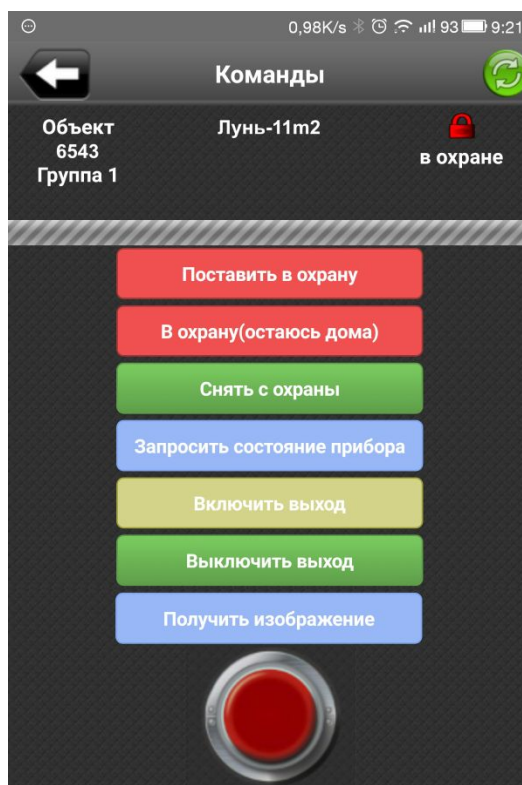 0,98K/s 93 9:21
Команды
Объект
6543
Группа 1
Лунь-11m2
в охране
Поставить в охрану
В охрану(остаюсь дома)
Снять с охраны
Запросить состояние прибора
Включить выход
Выключить выход
Получить изображение